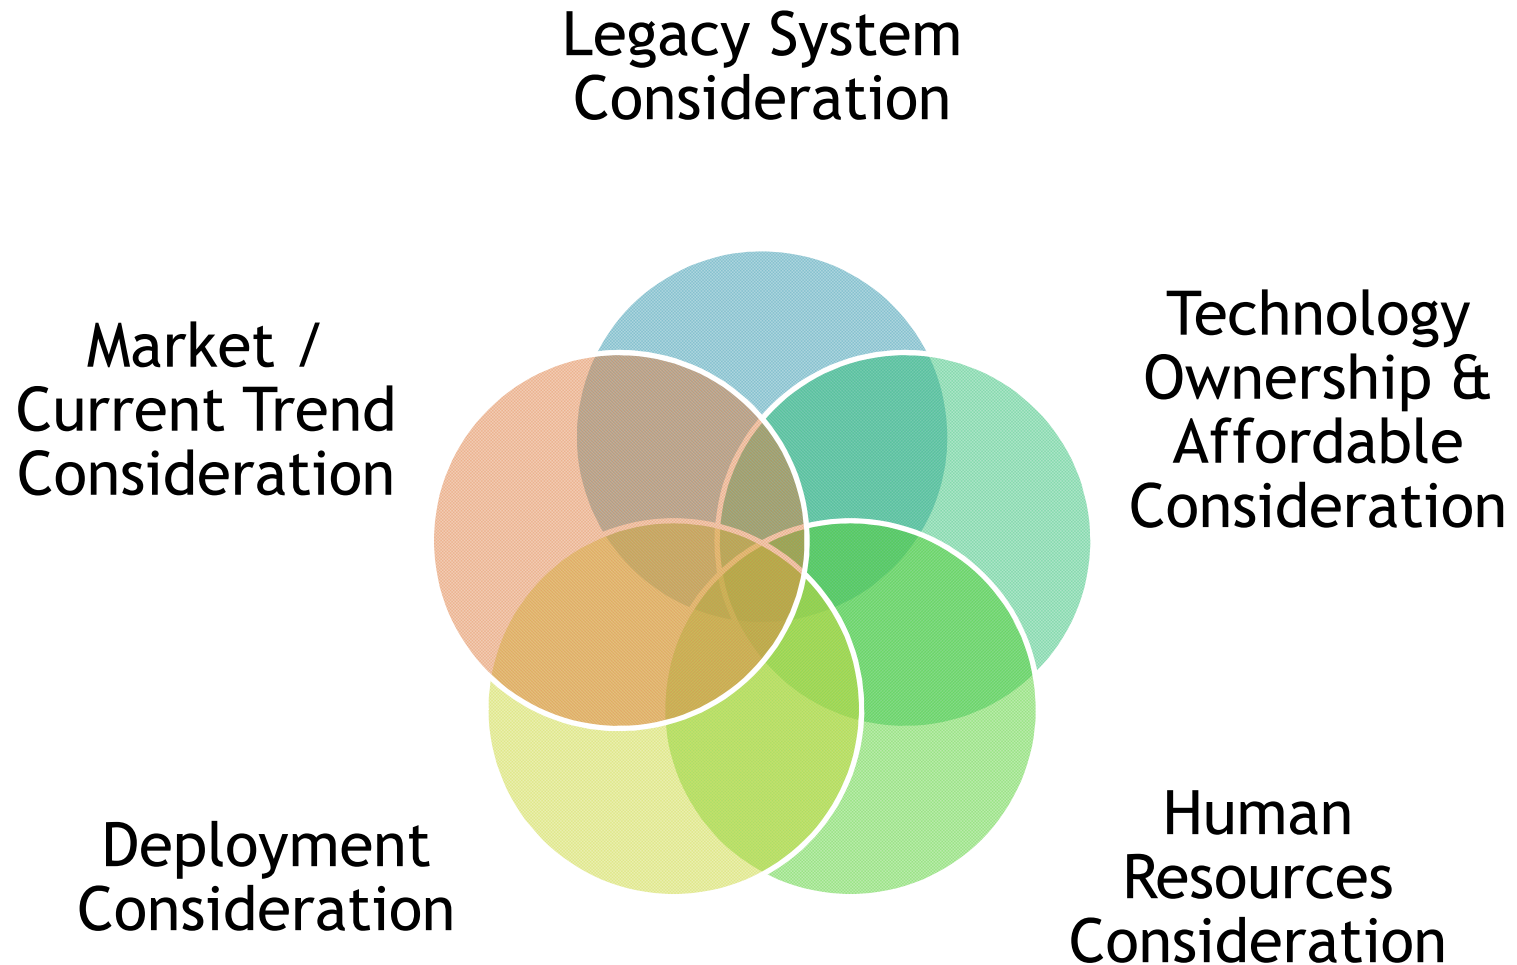 Legacy System
Consideration
Technology
Ownership &
Affordable
Consideration
Market /
Current Trend
Consideration
Human
Resources
Consideration
Deployment
Consideration